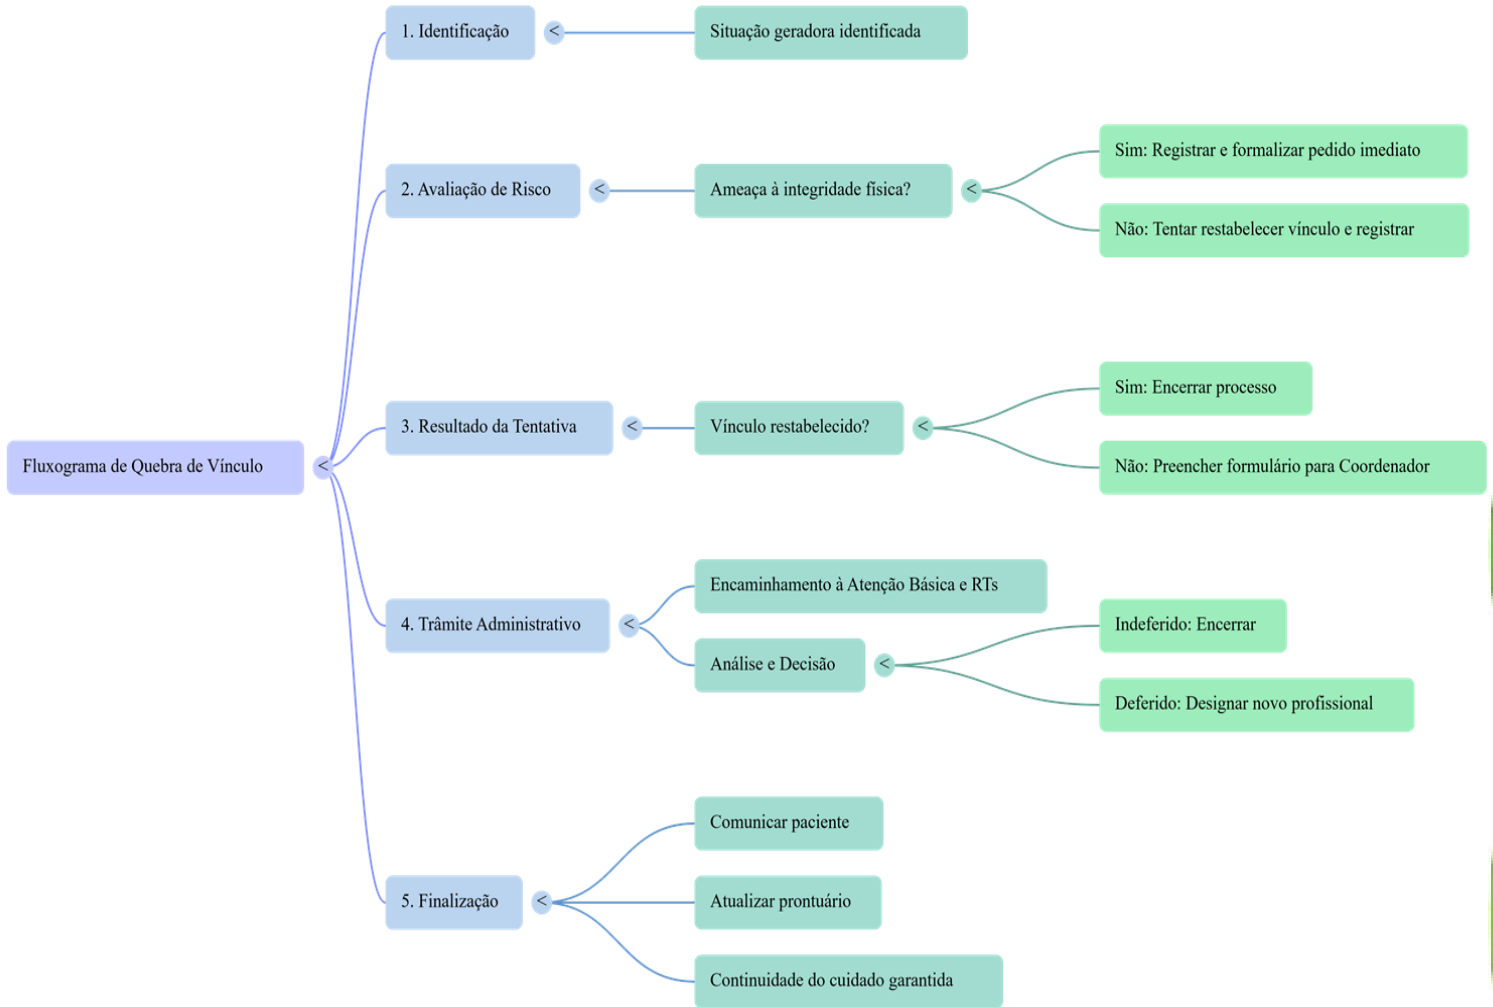 Fluxograma de Quebra de Vínculo
<
1. Identificação
<
Situação geradora identificada
2. Avaliação de Risco
<
Ameaça à integridade física?
<
Sim: Registrar e formalizar pedido imediato
Não: Tentar restabelecer vínculo e registrar
3. Resultado da Tentativa
<
Vínculo restabelecido?
<
Sim: Encerrar processo
Não: Preencher formulário para Coordenador
4. Trâmite Administrativo
<
Encaminhamento à Atenção Básica e RTs
Análise e Decisão
<
Indeferido: Encerrar
Deferido: Designar novo profissional
5. Finalização
<
Comunicar paciente
Atualizar prontuário
Continuidade do cuidado garantida